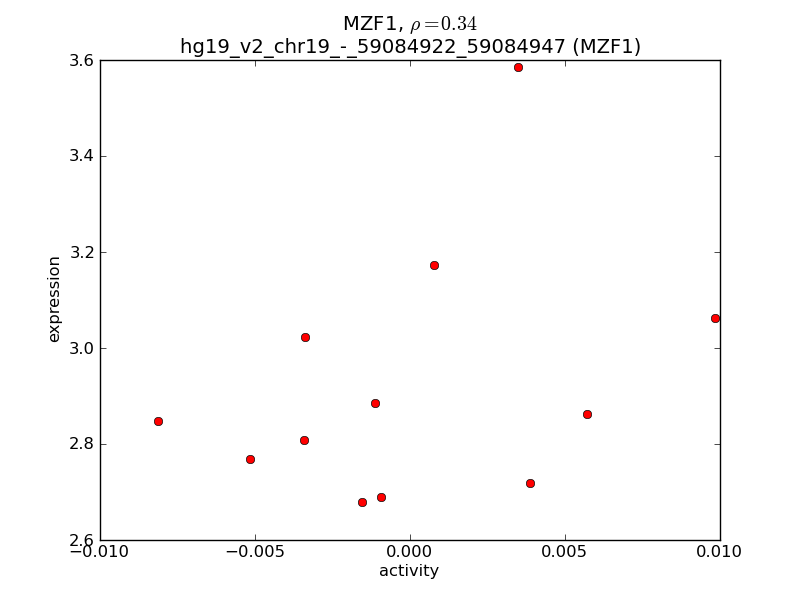 MZF1, ρ=0.34
hg19_v2_chr19_-_59084922_59084947 (MZF1)
3.6
3.4
3.2
3.0
2.8
2.6
expression
−0.010
−0.005
0.000
0.005
0.010
activity